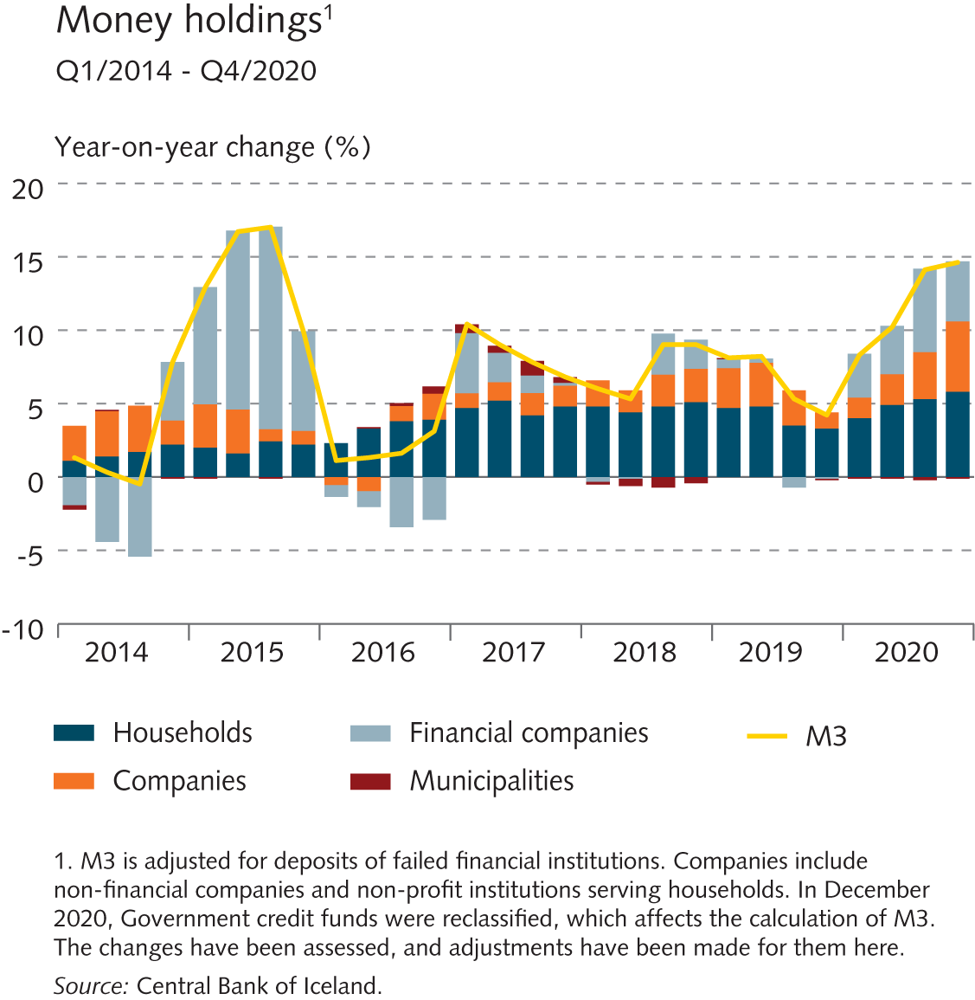 Money holdings¹
Q1/2014 - Q4/2020
Year-on-year change (%)
20
15
10
5
0
-5
-10
2014 2015 2016 2017 2018 2019 2020
Households Financial companies M3
Companies Municipalities
1. M3 is adjusted for deposits of failed financial institutions. Companies include
non-financial companies and non-profit institutions serving households. In December
2020, Government credit funds were reclassified, which affects the calculation of M3.
The changes have been assessed, and adjustments have been made for them here.
Source: Central Bank of Iceland.